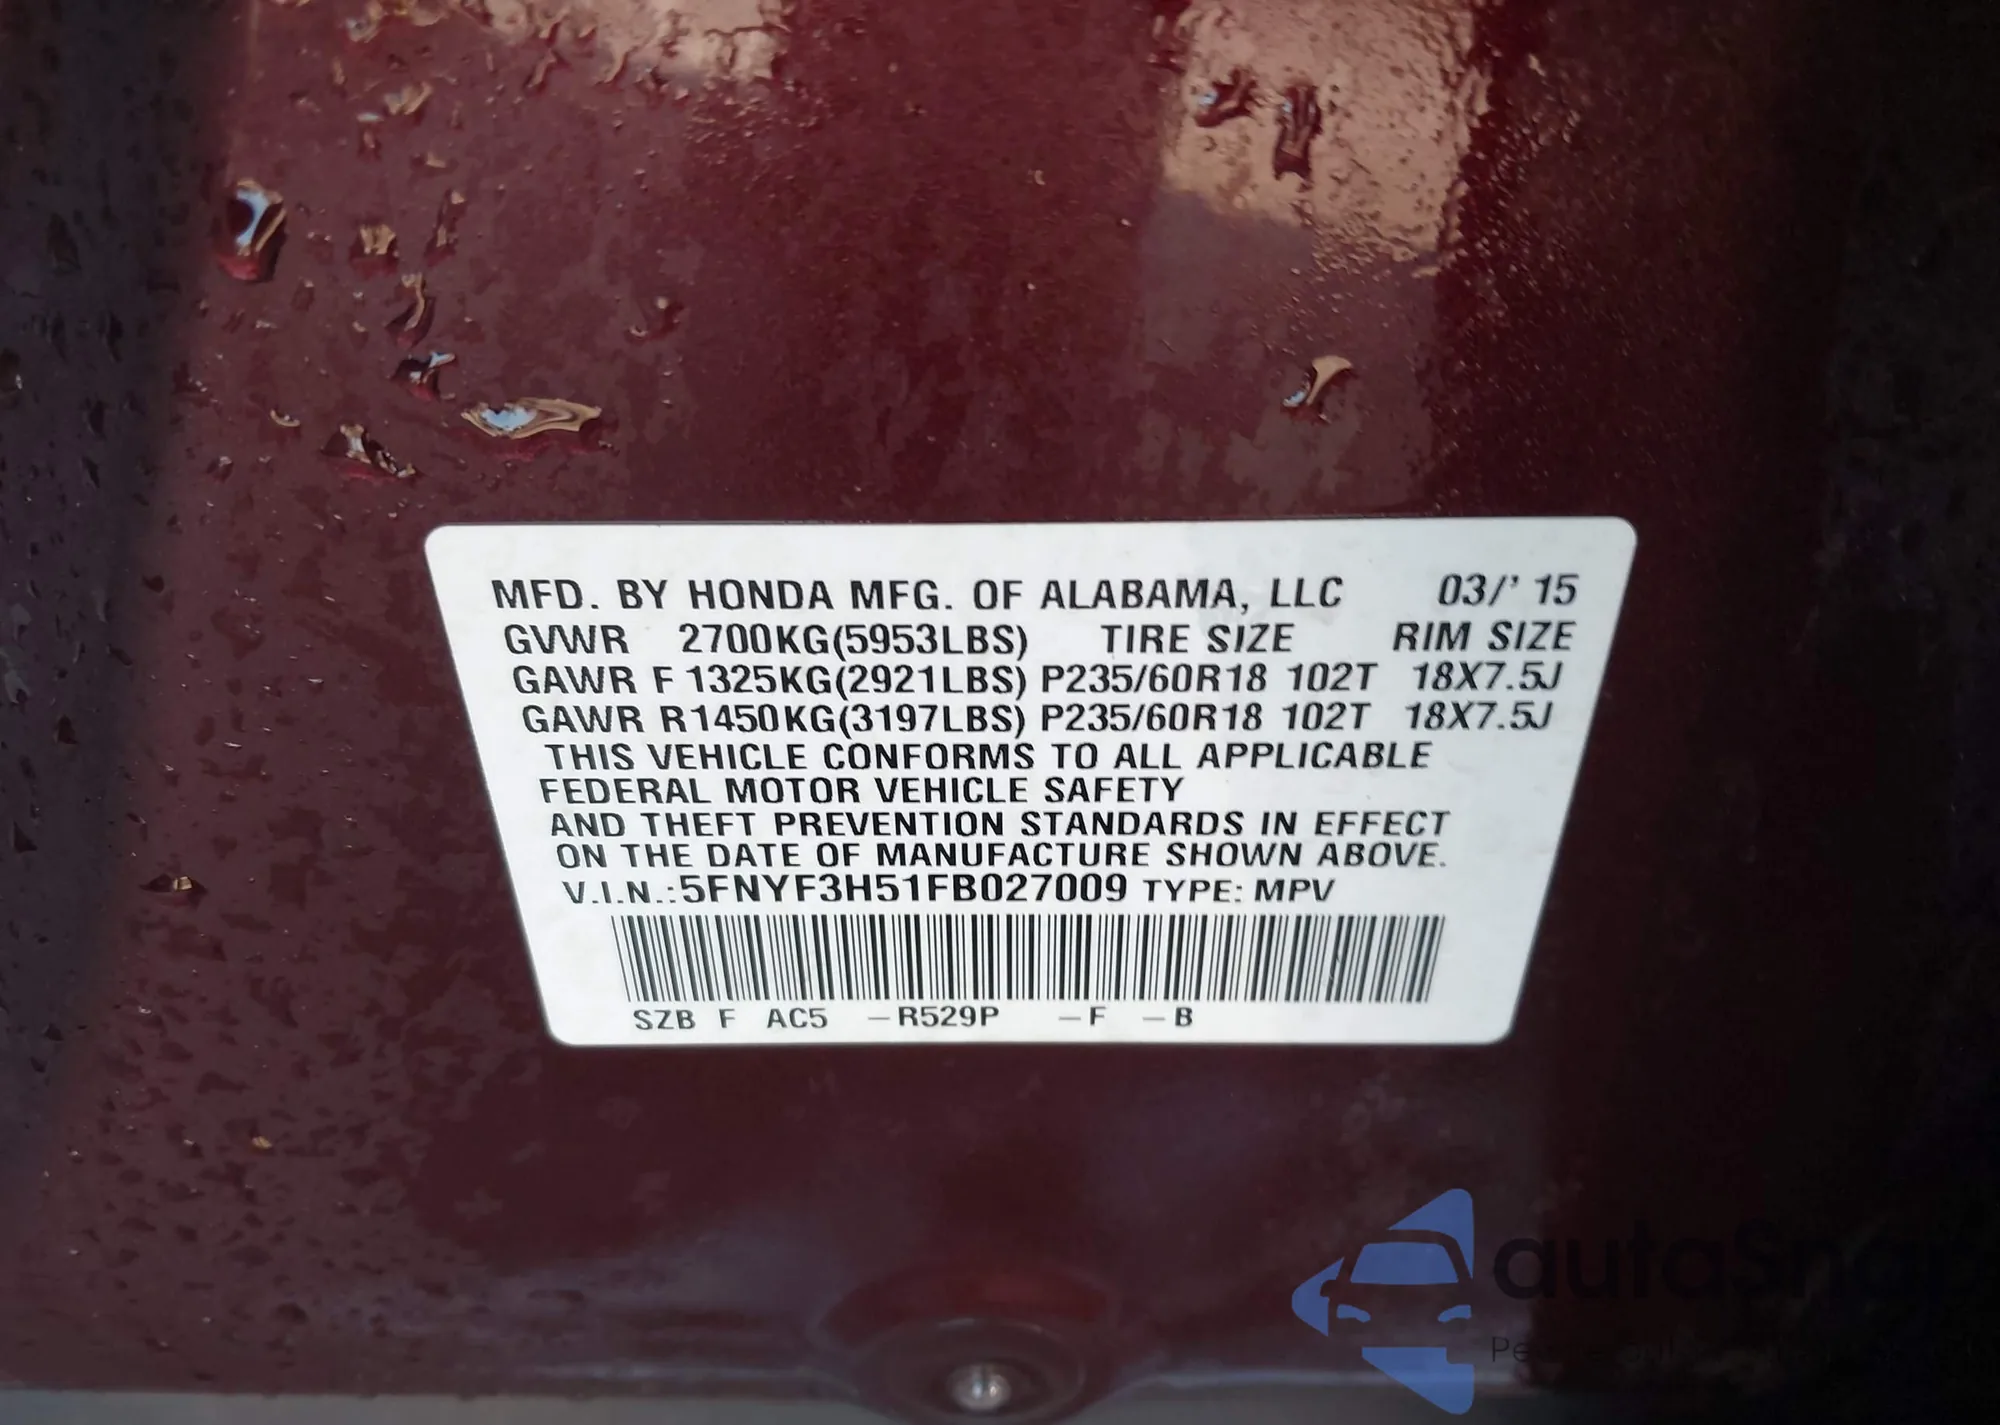 MFD. BY HONDA MFG. OF ALABAMA, LLC 03/' 15
GVWR 2700KG(5953LBS) TIRE SIZE RIM SIZE
GAWR F 1325KG(2921LBS) P235/60R18 102T 18X7.5J
GAWR R1450KG(3197LBS) P235/60R18 102T 18X7.5J
THIS VEHICLE CONFORMS TO ALL APPLICABLE
FEDERAL MOTOR VEHICLE SAFETY
AND THEFT PREVENTION STANDARDS IN EFFECT
ON THE DATE OF MANUFACTURE SHOWN ABOVE.
V.I.N.:5FNYF3H51FB027009 TYPE: MPV
SZB F AC5 –R529P –F –B